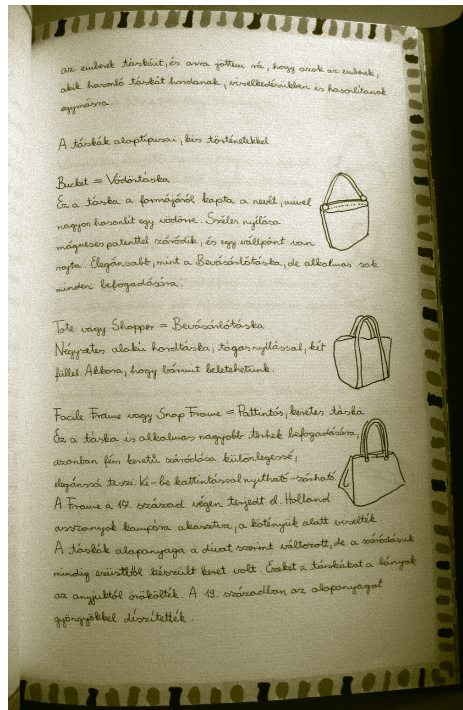 az emberek táskáit, és arra jöttem rá, hogy azok az emberek,
akik hasonló táskát hordanak, viselkedésükben is hasonlítanak
egymásra.
A táskák alaptípusai, kis történetekkel
Bucket = Vödörtáska
Ez a táska a formájáról kapta a nevét, mivel
nagyon hasonlít egy vödörre. Széles nyílása
mágneses patenttel záródik, és egy vállpánt van
rajta. Elegánsabb, mint a Bevásárlótáska, de alkalmas sok
minden befogadására.
Tote vagy Shopper = Bevásárlótáska
Négyzetes alakú hordtáska, tágas nyílással, két
füllel. Akkora, hogy bármit beletehetünk.
Facile Frame vagy Snap Frame = Pattintós, keretes táska
Ez a táska is alkalmas nagyobb terhek befogadására,
azonban fém keretű záródása különlegessé,
elegánssá teszi. Ki-be kattintással nyitható-zárható.
A Frame a 17. század végén terjedt el. Holland
asszonyok kampóra akasztva, a kötényük alatt viselték
A táskák alapanyaga a divat szerint változott, de a záródásuk
mindig ezüstből készült keret volt. Ezeket a táskákat a lányok
az anyjuktól örökölték. A 19. században az alapanyagot
gyöngyökkel díszítették.